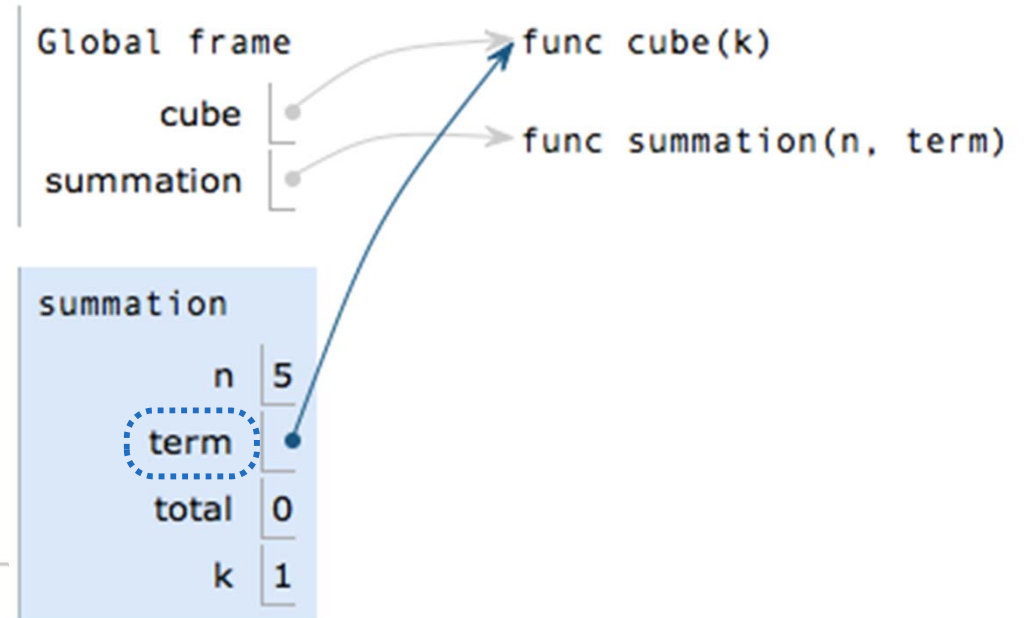 Global frame
func cube(k)
cube
func summation(n, term)
summation
summation
n 5
term
total 0
k 1